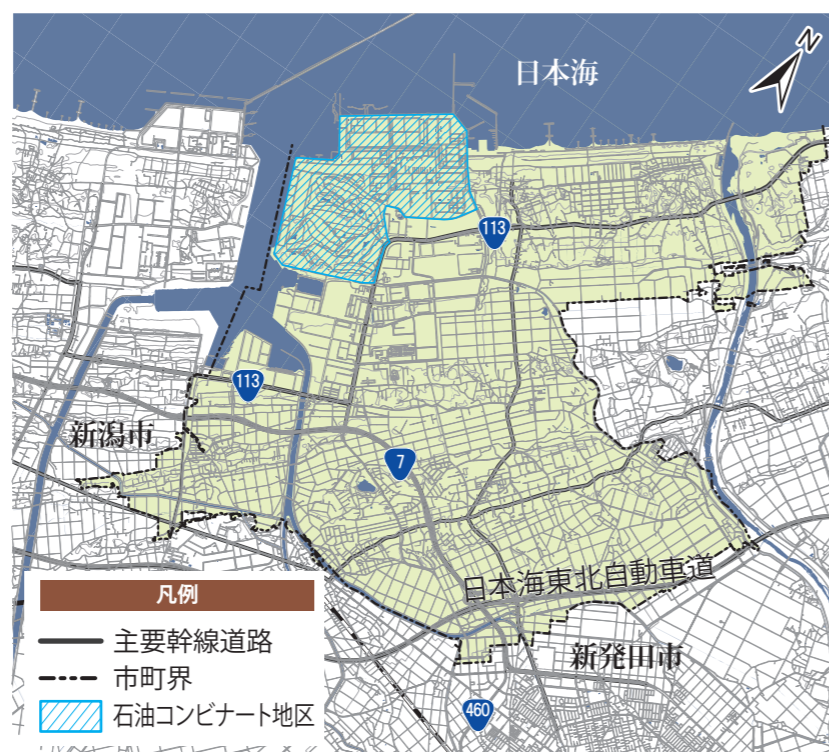 N
日本海
113
113
新潟市
7
日本海東北自動車道
新発田市
460
凡例
主要幹線道路
市町界
石油コンビナート地区